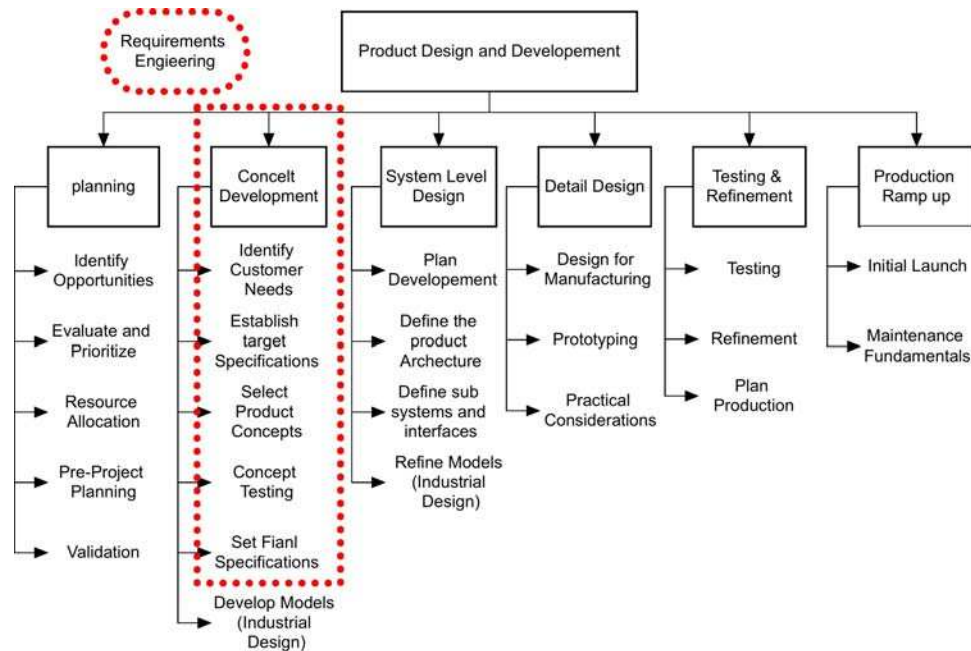 Requirements
Engieering
Product Design and Developement
planning
Identify
Opportunities
Evaluate and
Prioritize
Resource
Allocation
Pre-Project
Planning
Validation
Concelt
Development
Identify
Customer
Needs
Establish
target
Specifications
Select
Product
Concepts
Concept
Testing
Set Fianl
Specifications
Develop Models
(Industrial
Design)
System Level
Design
Plan
Developement
Define the
product
Archecture
Define sub
systems and
interfaces
Refine Models
(Industrial
Design)
Detail Design
Design for
Manufacturing
Prototyping
Practical
Considerations
Testing &
Refinement
Testing
Refinement
Plan
Production
Production
Ramp up
Initial Launch
Maintenance
Fundamentals